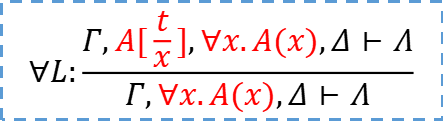 ∀L: Γ, A[t/x], ∀x. A(x), Δ ⊢ Λ
Γ, ∀x. A(x), Δ ⊢ Λ